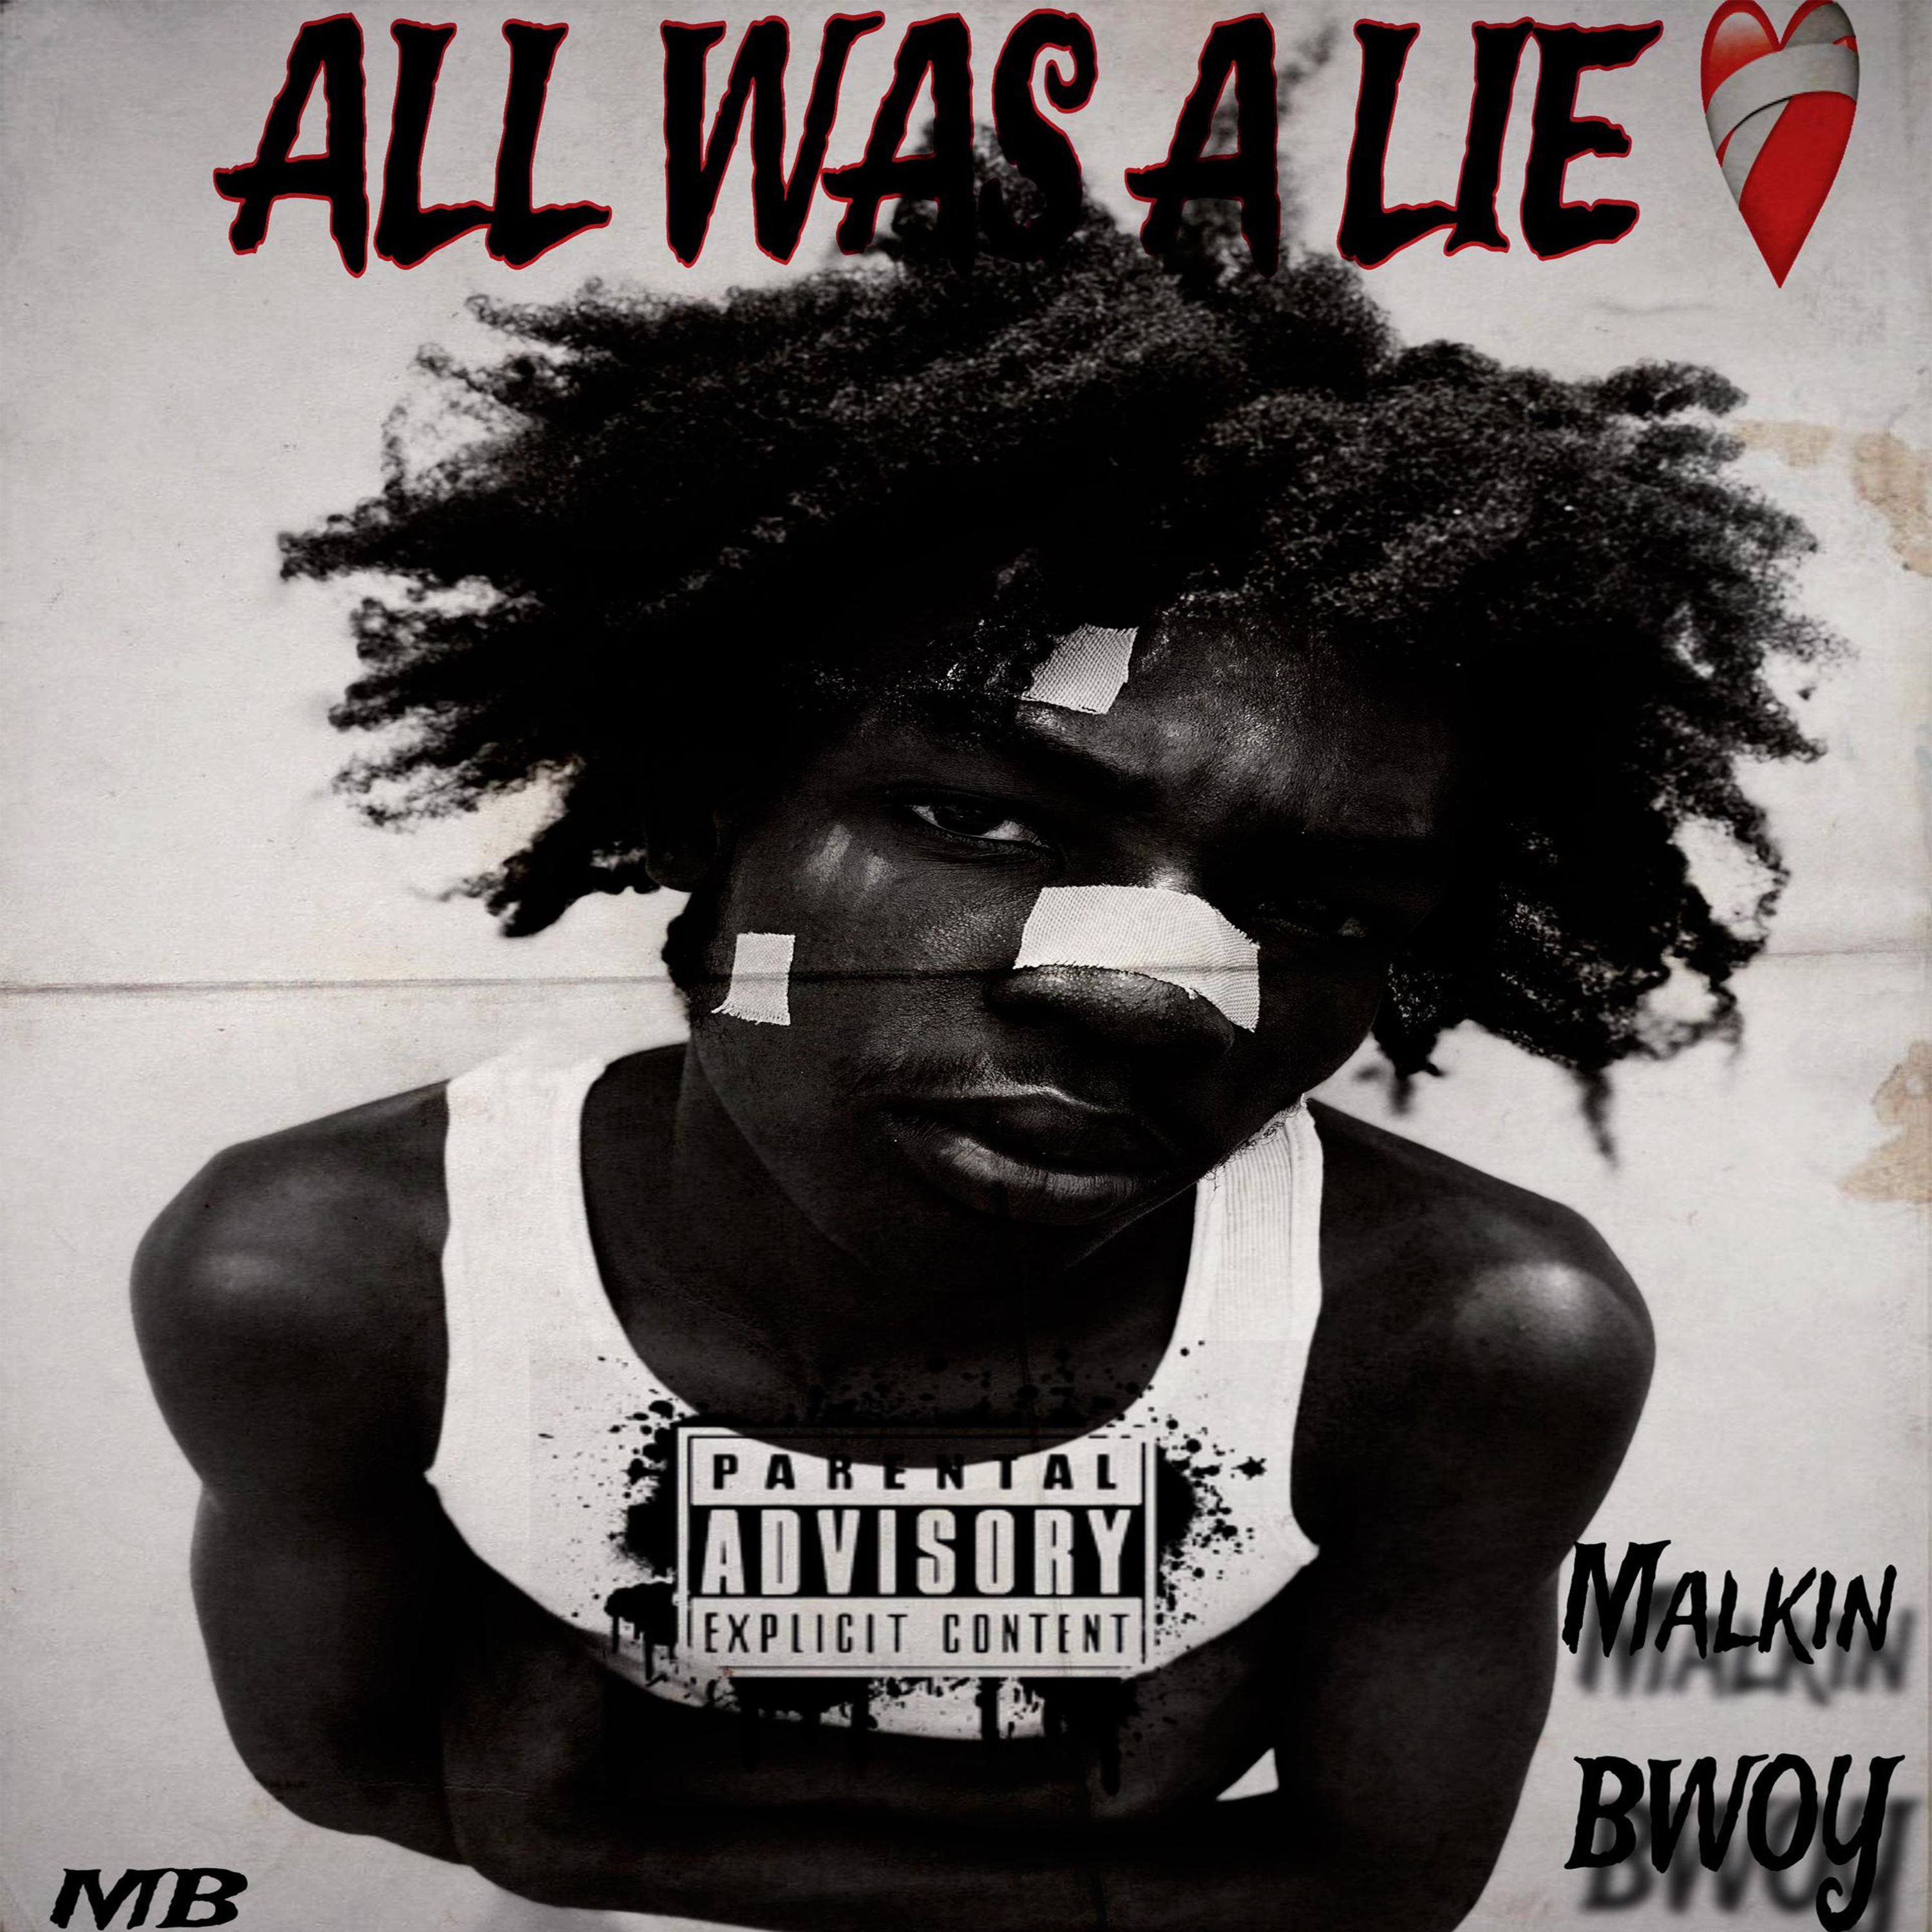 ALL WAS A LIE
PARENTAL
ADVISORY
EXPLICIT CONTENT
MALKIN
BWOY
MB